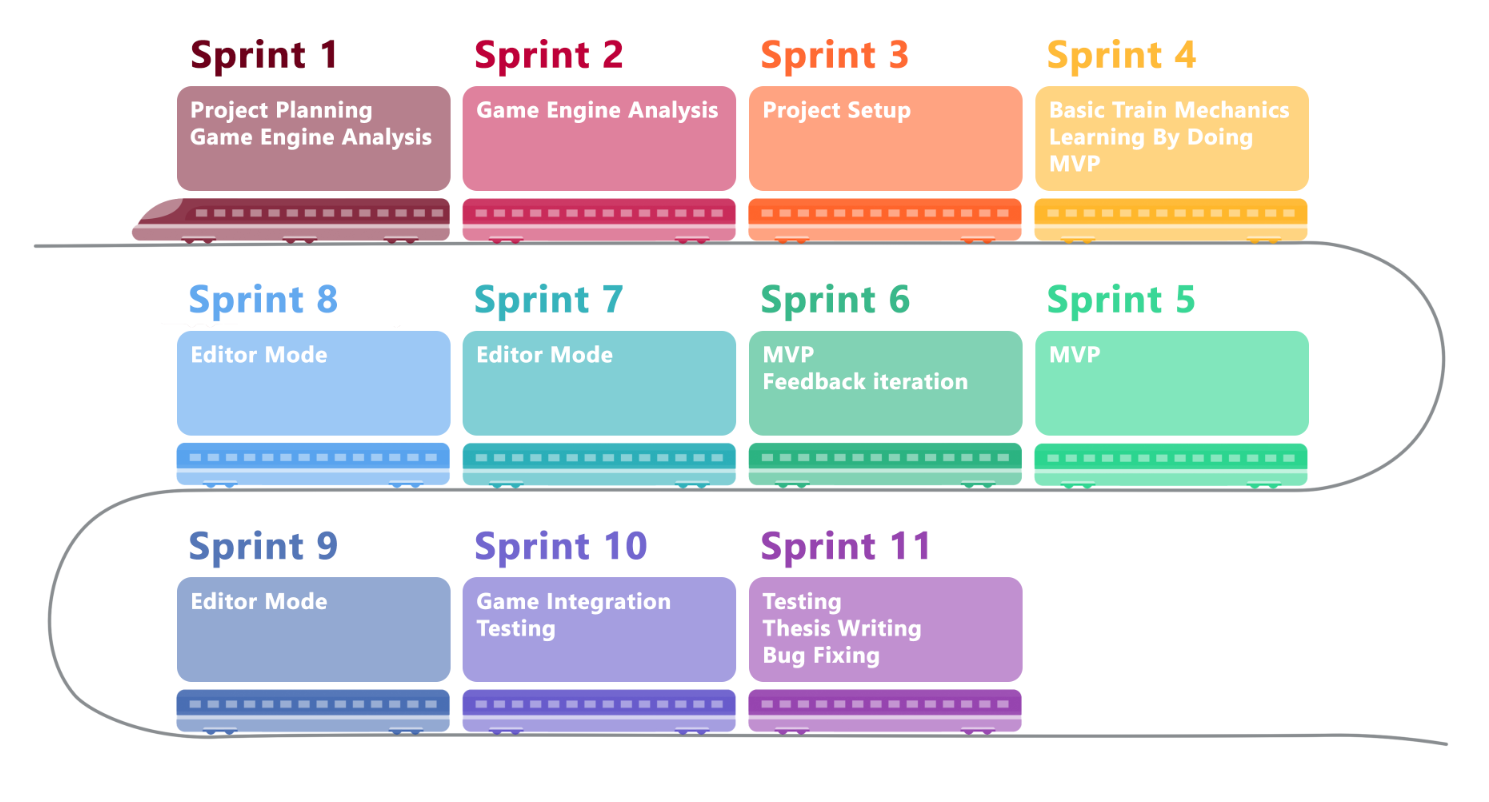 Sprint 1
Project Planning
Game Engine Analysis
Sprint 2
Game Engine Analysis
Sprint 3
Project Setup
Sprint 4
Basic Train Mechanics
Learning By Doing
MVP
Sprint 8
Editor Mode
Sprint 7
Editor Mode
Sprint 6
MVP
Feedback iteration
Sprint 5
MVP
Sprint 9
Editor Mode
Sprint 10
Game Integration
Testing
Sprint 11
Testing
Thesis Writing
Bug Fixing